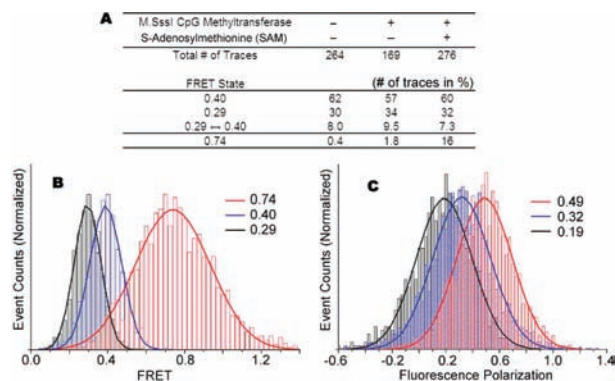 A
M.SssI CpG Methyltransferase – + +
S-Adenosylmethionine (SAM) – – +
Total # of Traces 264 169 276
FRET State (# of traces in %)
0.40 62 57 60
0.29 30 34 32
0.29 ↔ 0.40 8.0 9.5 7.3
0.74 0.4 1.8 16
B
0.74
0.40
0.29
Event Counts (Normalized)
0.0 0.4 0.8 1.2
FRET
C
0.49
0.32
0.19
Event Counts (Normalized)
-0.6 -0.2 0.2 0.6 1.0 1.4
Fluorescence Polarization